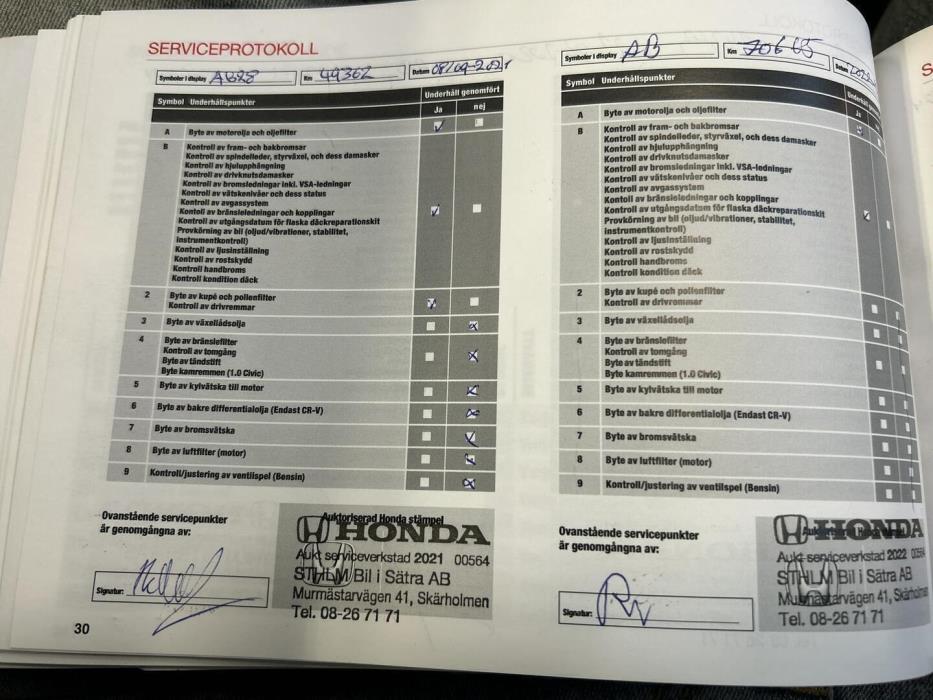 SERVICEPROTOKOLL
Symboler i display
Km 49362
Datum
Symbol Underhållspunkter
Underhåll genomfört
Ja nej
A Byte av motorolja och oljefilter
B Kontroll av fram- och bakbromsar
Kontroll av spindelleder, styrväxel, och dess damasker
Kontroll av hjulupphängning
Kontroll av drivknutsdamasker
Kontroll av bromsledningar inkl. VSA-ledningar
Kontroll av vätskenivåer och dess status
Kontroll av avgassystem
Kontoll av bränsleledningar och kopplingar
Kontroll av utgångsdatum för flaska däckreparationskit
Provkörning av bil (oljud/vibrationer, stabilitet,
instrumentkontroll)
Kontroll av ljusinställning
Kontroll av rostskydd
Kontroll handbroms
Kontroll kondition däck
2 Byte av kupé och pollenfilter
Kontroll av drivremmar
3 Byte av växellådsolja
4 Byte av bränslefilter
Kontroll av tomgång
Byte av tändstift
Byte kamremmen (1.0 Civic)
5 Byte av kylvätska till motor
6 Byte av bakre differentialolja (Endast CR-V)
7 Byte av bromsvätska
8 Byte av luftfilter (motor)
9 Kontroll/justering av ventilspel (Bensin)
Ovanstående servicepunkter
är genomgångna av:
Signatur:
Auktoriserad Honda stämpel
HONDA
Aukt serviceverkstad 2021 00564
STHLM Bil i Sätra AB
Murmästarvägen 41, Skärholmen
Tel. 08-26 71 71
30
Symboler i display AB
Km 70665
Datum
Symbol Underhållspunkter
Underhåll
Ja
A Byte av motorolja och oljefilter
B Kontroll av fram- och bakbromsar
Kontroll av spindelleder, styrväxel, och dess damasker
Kontroll av hjulupphängning
Kontroll av drivknutsdamasker
Kontroll av bromsledningar inkl. VSA-ledningar
Kontroll av vätskenivåer och dess status
Kontroll av avgassystem
Kontoll av bränsleledningar och kopplingar
Kontroll av utgångsdatum för flaska däckreparationskit
Provkörning av bil (oljud/vibrationer, stabilitet,
instrumentkontroll)
Kontroll av ljusinställning
Kontroll av rostskydd
Kontroll handbroms
Kontroll kondition däck
2 Byte av kupé och pollenfilter
Kontroll av drivremmar
3 Byte av växellådsolja
4 Byte av bränslefilter
Kontroll av tomgång
Byte av tändstift
Byte kamremmen (1.0 Civic)
5 Byte av kylvätska till motor
6 Byte av bakre differentialolja (Endast CR-V)
7 Byte av bromsvätska
8 Byte av luftfilter (motor)
9 Kontroll/justering av ventilspel (Bensin)
Ovanstående servicepunkter
är genomgångna av:
Signatur:
HONDA
Aukt serviceverkstad 2022
STHLM Bil i Sätra AB
Murmästarvägen 41,
Tel. 08-26 71 71